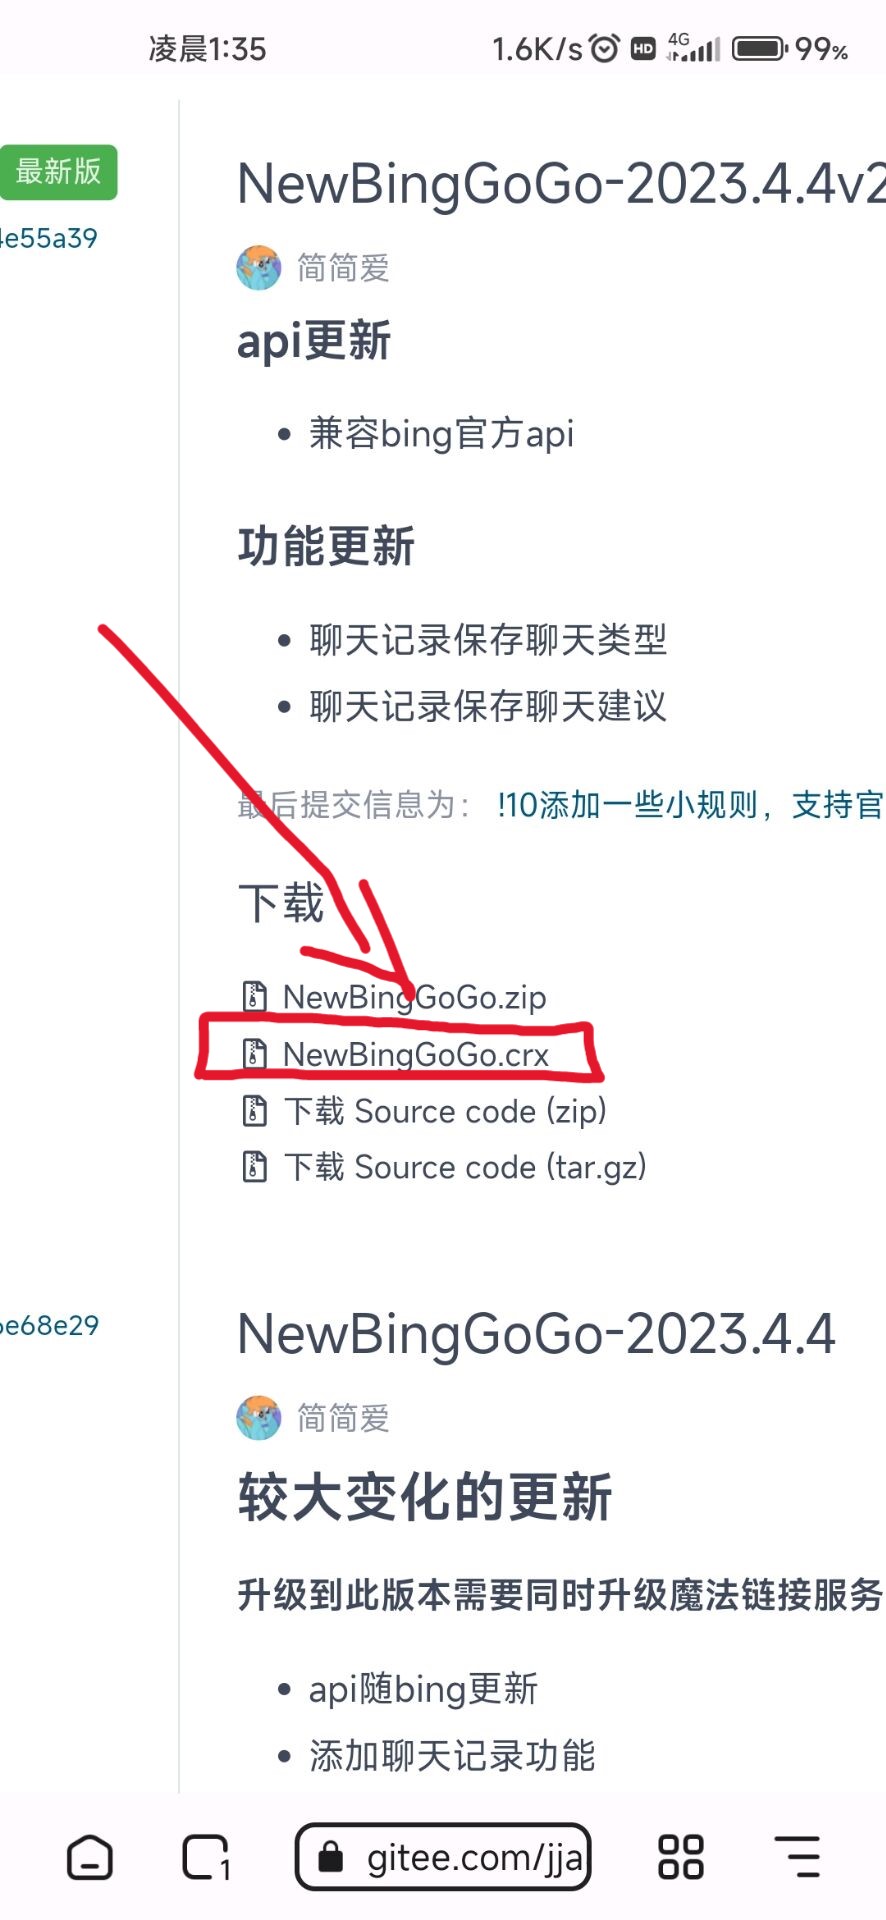 凌晨1:35 1.6K/s HD 4G 99%
最新版
NewBingGoGo-2023.4.4v2
e55a39
简简爱
api更新
兼容bing官方api
功能更新
聊天记录保存聊天类型
聊天记录保存聊天建议
最后提交信息为： !10添加一些小规则，支持官
下载
NewBingGoGo.zip
NewBingGoGo.crx
下载 Source code (zip)
下载 Source code (tar.gz)
NewBingGoGo-2023.4.4
e68e29
简简爱
较大变化的更新
升级到此版本需要同时升级魔法链接服务
api随bing更新
添加聊天记录功能
1
gitee.com/jja